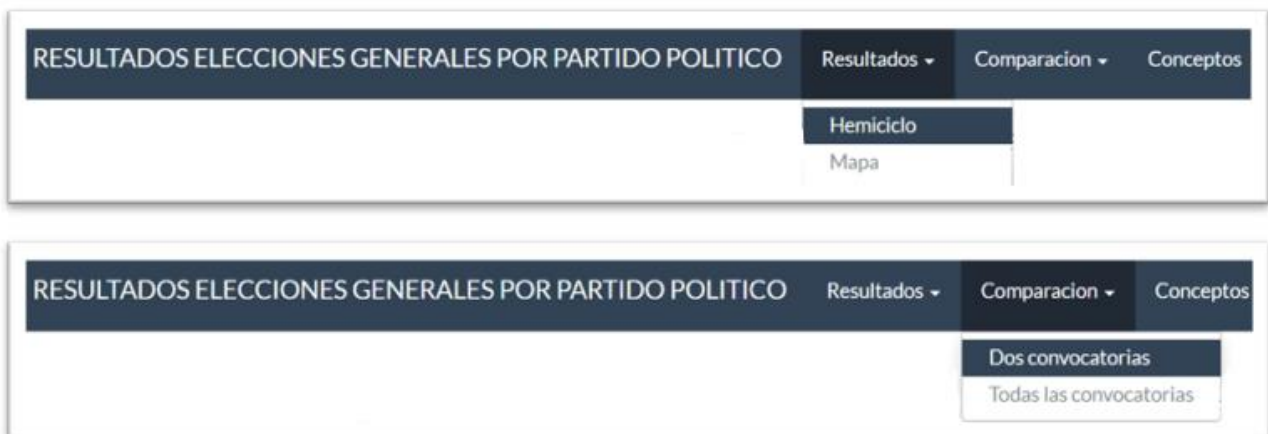 RESULTADOS ELECCIONES GENERALES POR PARTIDO POLITICO Resultados Comparacion Conceptos
Hemiciclo
Mapa
RESULTADOS ELECCIONES GENERALES POR PARTIDO POLITICO Resultados Comparacion Conceptos
Dos convocatorias
Todas las convocatorias